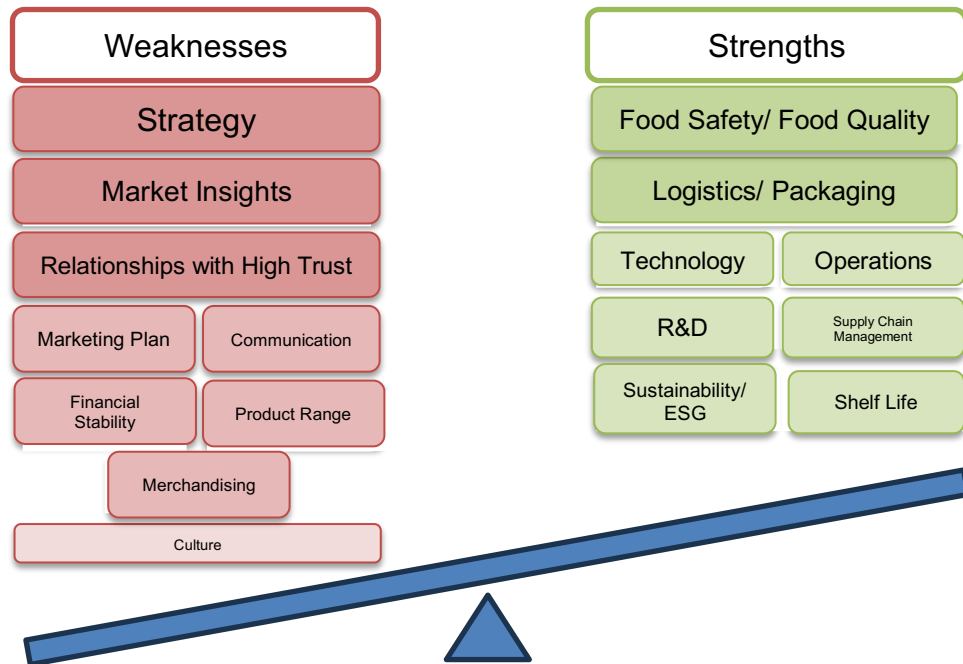 Weaknesses
Strategy
Market Insights
Relationships with High Trust
Marketing Plan
Communication
Financial
Stability
Product Range
Merchandising
Culture
Strengths
Food Safety/ Food Quality
Logistics/ Packaging
Technology
Operations
R&D
Supply Chain
Management
Sustainability/
ESG
Shelf Life